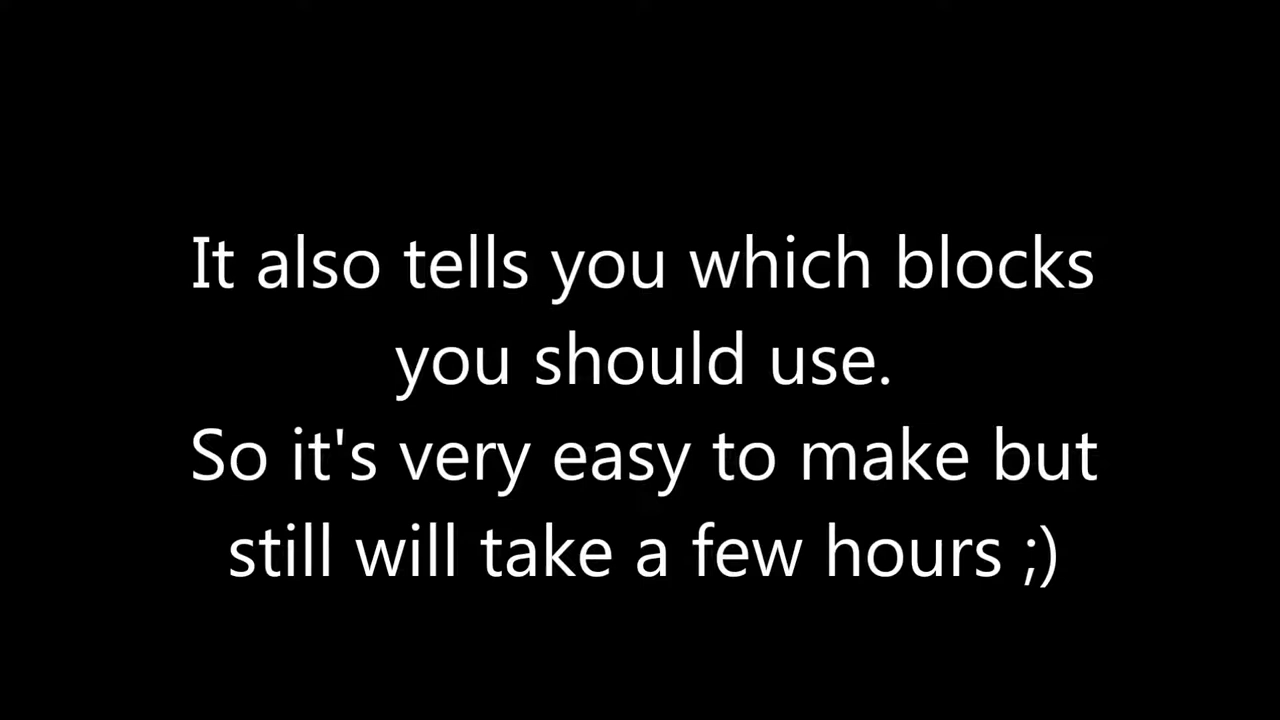 It also tells you which blocks
you should use.
So it's very easy to make but
still will take a few hours ;)